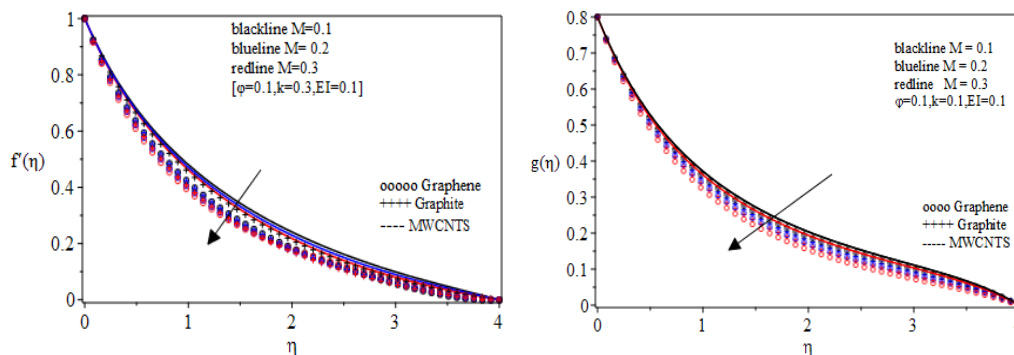 1
0.8
0.6
0.4
0.2
0
f'(η)
blackline M=0.1
blueline M= 0.2
redline M=0.3
[φ=0.1,k=0.3,EI=0.1]
ooooo Graphene
++++ Graphite
---- MWCNTS
0 1 2 3 4
η
0.8
0.7
0.6
0.5
0.4
0.3
0.2
0.1
0
g(η)
blackline M = 0.1
blueline M = 0.2
redline M = 0.3
φ=0.1,k=0.1,EI=0.1
oooo Graphene
++++ Graphite
----- MWCNTS
0 1 2 3
η